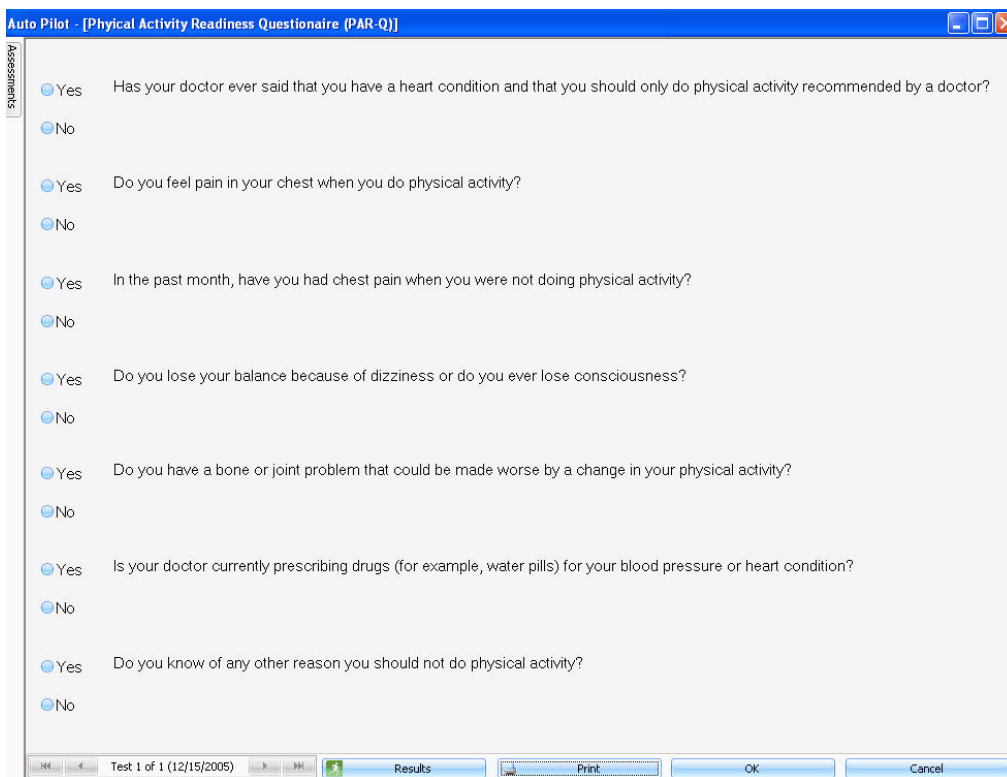 Auto Pilot - [Phyical Activity Readiness Questionaire (PAR-Q)]
Assessments
Yes Has your doctor ever said that you have a heart condition and that you should only do physical activity recommended by a doctor?
No
Yes Do you feel pain in your chest when you do physical activity?
No
Yes In the past month, have you had chest pain when you were not doing physical activity?
No
Yes Do you lose your balance because of dizziness or do you ever lose consciousness?
No
Yes Do you have a bone or joint problem that could be made worse by a change in your physical activity?
No
Yes Is your doctor currently prescribing drugs (for example, water pills) for your blood pressure or heart condition?
No
Yes Do you know of any other reason you should not do physical activity?
No
Test 1 of 1 (12/15/2005) Results Print OK Cancel